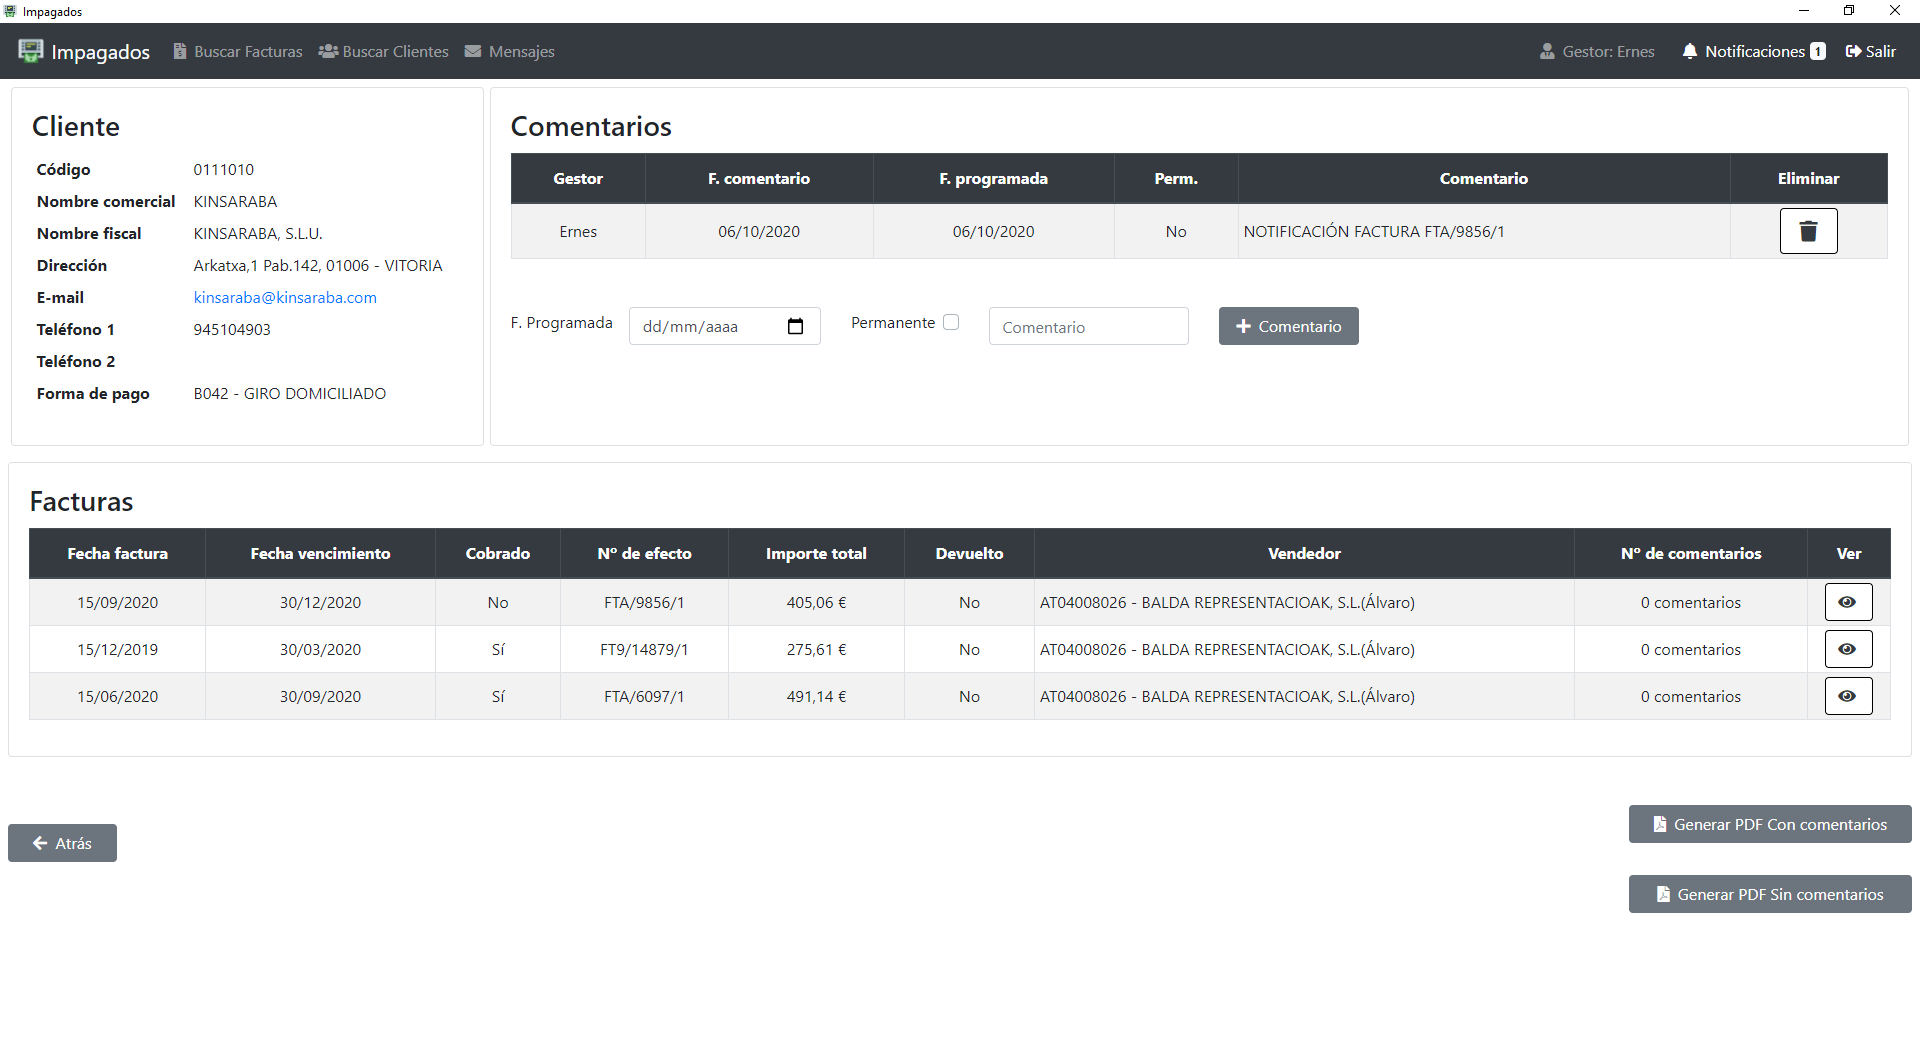 Impagados
Impagados Buscar Facturas Buscar Clientes Mensajes Gestor: Ernes Notificaciones 1 Salir
Cliente
Código 0111010
Nombre comercial KINSARABA
Nombre fiscal KINSARABA, S.L.U.
Dirección Arkatxa,1 Pab.142, 01006 - VITORIA
E-mail kinsaraba@kinsaraba.com
Teléfono 1 945104903
Teléfono 2
Forma de pago B042 - GIRO DOMICILIADO
Comentarios
Gestor F. comentario F. programada Perm. Comentario Eliminar
Ernes 06/10/2020 06/10/2020 No NOTIFICACIÓN FACTURA FTA/9856/1
F. Programada dd/mm/aaaa Permanente Comentario + Comentario
Facturas
Fecha factura Fecha vencimiento Cobrado Nº de efecto Importe total Devuelto Vendedor Nº de comentarios Ver
15/09/2020 30/12/2020 No FTA/9856/1 405,06 € No AT04008026 - BALDA REPRESENTACIOAK, S.L.(Álvaro) 0 comentarios
15/12/2019 30/03/2020 Sí FT9/14879/1 275,61 € No AT04008026 - BALDA REPRESENTACIOAK, S.L.(Álvaro) 0 comentarios
15/06/2020 30/09/2020 Sí FTA/6097/1 491,14 € No AT04008026 - BALDA REPRESENTACIOAK, S.L.(Álvaro) 0 comentarios
Atrás
Generar PDF Con comentarios
Generar PDF Sin comentarios